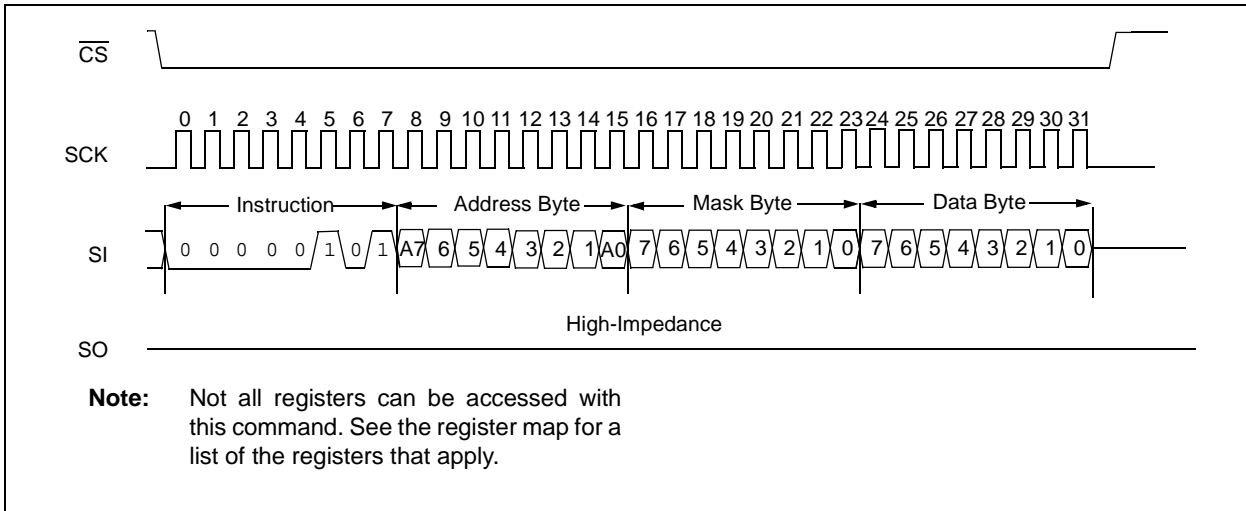 CS
0 1 2 3 4 5 6 7 8 9 10 11 12 13 14 15 16 17 18 19 20 21 22 23 24 25 26 27 28 29 30 31
SCK
Instruction Address Byte Mask Byte Data Byte
SI 0 0 0 0 0 1 0 1 A7 6 5 4 3 2 1 A0 7 6 5 4 3 2 1 0 7 6 5 4 3 2 1 0
High-Impedance
SO
Note: Not all registers can be accessed with
this command. See the register map for a
list of the registers that apply.